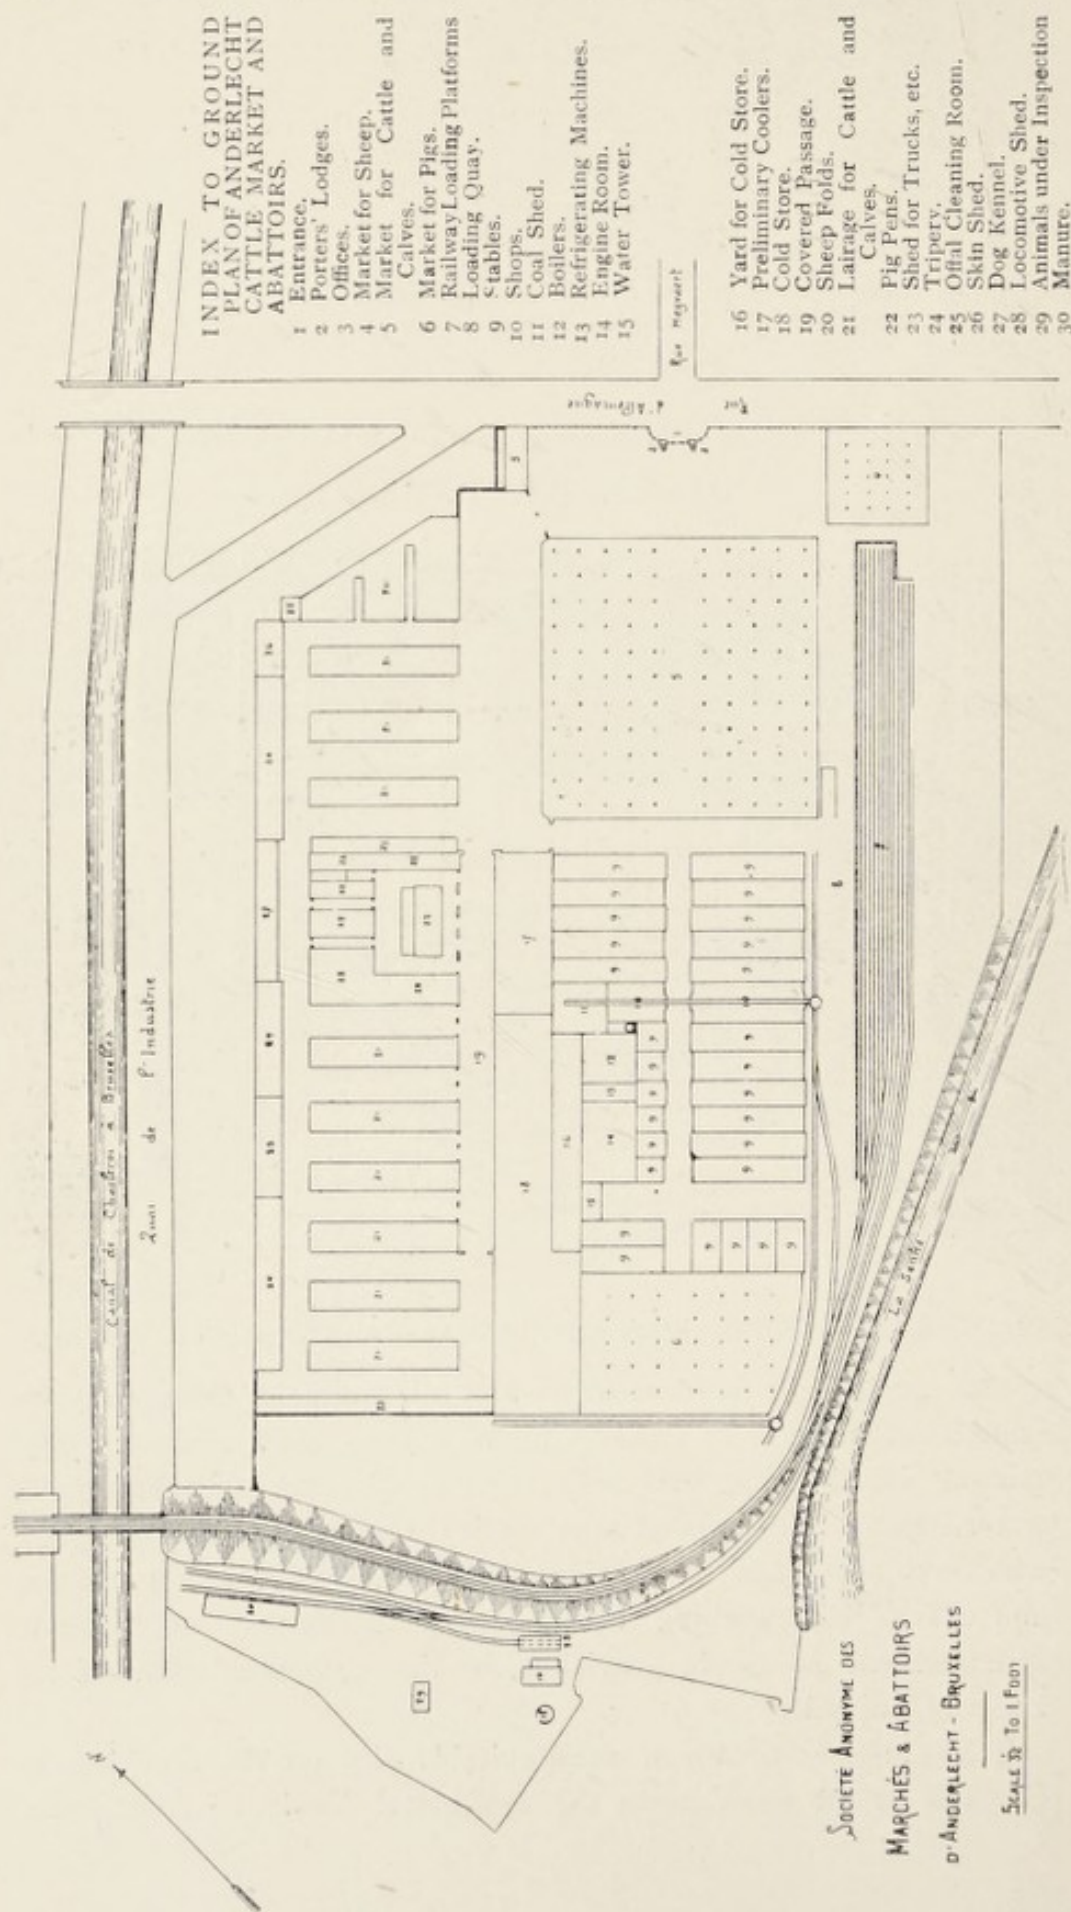 INDEX TO GROUND
PLAN OF ANDERLECHT
CATTLE MARKET AND
ABATTOIRS.
1 Entrance.
2 Porters' Lodges.
3 Offices.
4 Market for Sheep.
5 Market for Cattle and
Calves.
6 Market for Pigs.
7 Railway Loading Platforms
8 Loading Quay.
9 Stables.
10 Shops.
11 Coal Shed.
12 Boilers.
13 Refrigerating Machines.
14 Engine Room.
15 Water Tower.
16 Yard for Cold Store.
17 Preliminary Coolers.
18 Cold Store.
19 Covered Passage.
20 Sheep Folds.
21 Lairage for Cattle and
Calves.
22 Pig Pens.
23 Shed for Trucks, etc.
24 Tripery.
25 Offal Cleaning Room.
26 Skin Shed.
27 Dog Kennel.
28 Locomotive Shed.
29 Animals under Inspection
30 Manure.
Canal de Charleroi à Bruxelles
Quai de l'Industrie
Rue
d'Allemagne
Rue Meyaert
La Senne
SOCIÉTÉ ANONYME DES
MARCHÉS & ABATTOIRS
D'ANDERLECHT - BRUXELLES
SCALE 1/32 TO 1 FOOT